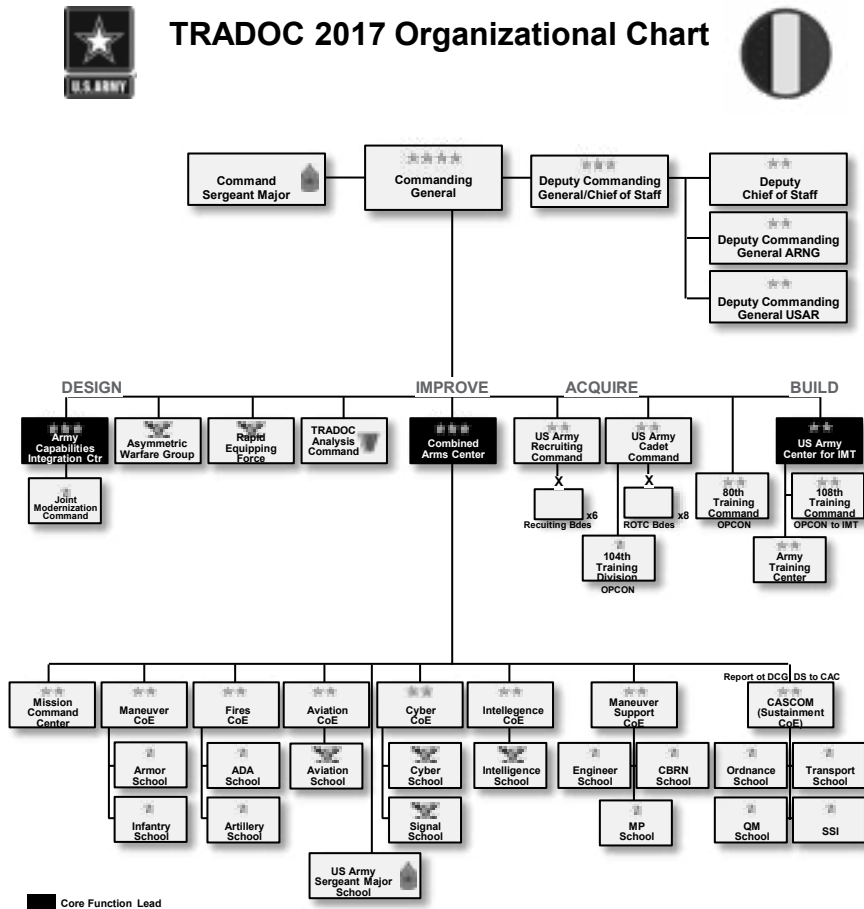 TRADOC 2017 Organizational Chart
U.S.ARMY
Command
Sergeant Major
Commanding
General
Deputy Commanding
General/Chief of Staff
Deputy
Chief of Staff
Deputy Commanding
General ARNG
Deputy Commanding
General USAR
DESIGN
IMPROVE
ACQUIRE
BUILD
Army
Capabilities
Integration Ctr
Asymmetric
Warfare Group
Rapid
Equipping
Force
TRADOC
Analysis
Command
Combined
Arms Center
US Army
Recruiting
Command
US Army
Cadet
Command
US Army
Center for IMT
Joint
Modernization
Command
X
x6
Recuiting Bdes
X
x8
ROTC Bdes
80th
Training
Command
OPCON
108th
Training
Command
OPCON to IMT
104th
Training
Division
OPCON
Army
Training
Center
Report ot DCG DS to CAC
Mission
Command
Center
Maneuver
CoE
Fires
CoE
Aviation
CoE
Cyber
CoE
Intellegence
CoE
Maneuver
Support
CoE
CASCOM
(Sustainment
CoE)
Armor
School
ADA
School
Aviation
School
Cyber
School
Intelligence
School
Engineer
School
CBRN
School
Ordnance
School
Transport
School
Infantry
School
Artillery
School
Signal
School
MP
School
QM
School
SSI
US Army
Sergeant Major
School
Core Function Lead